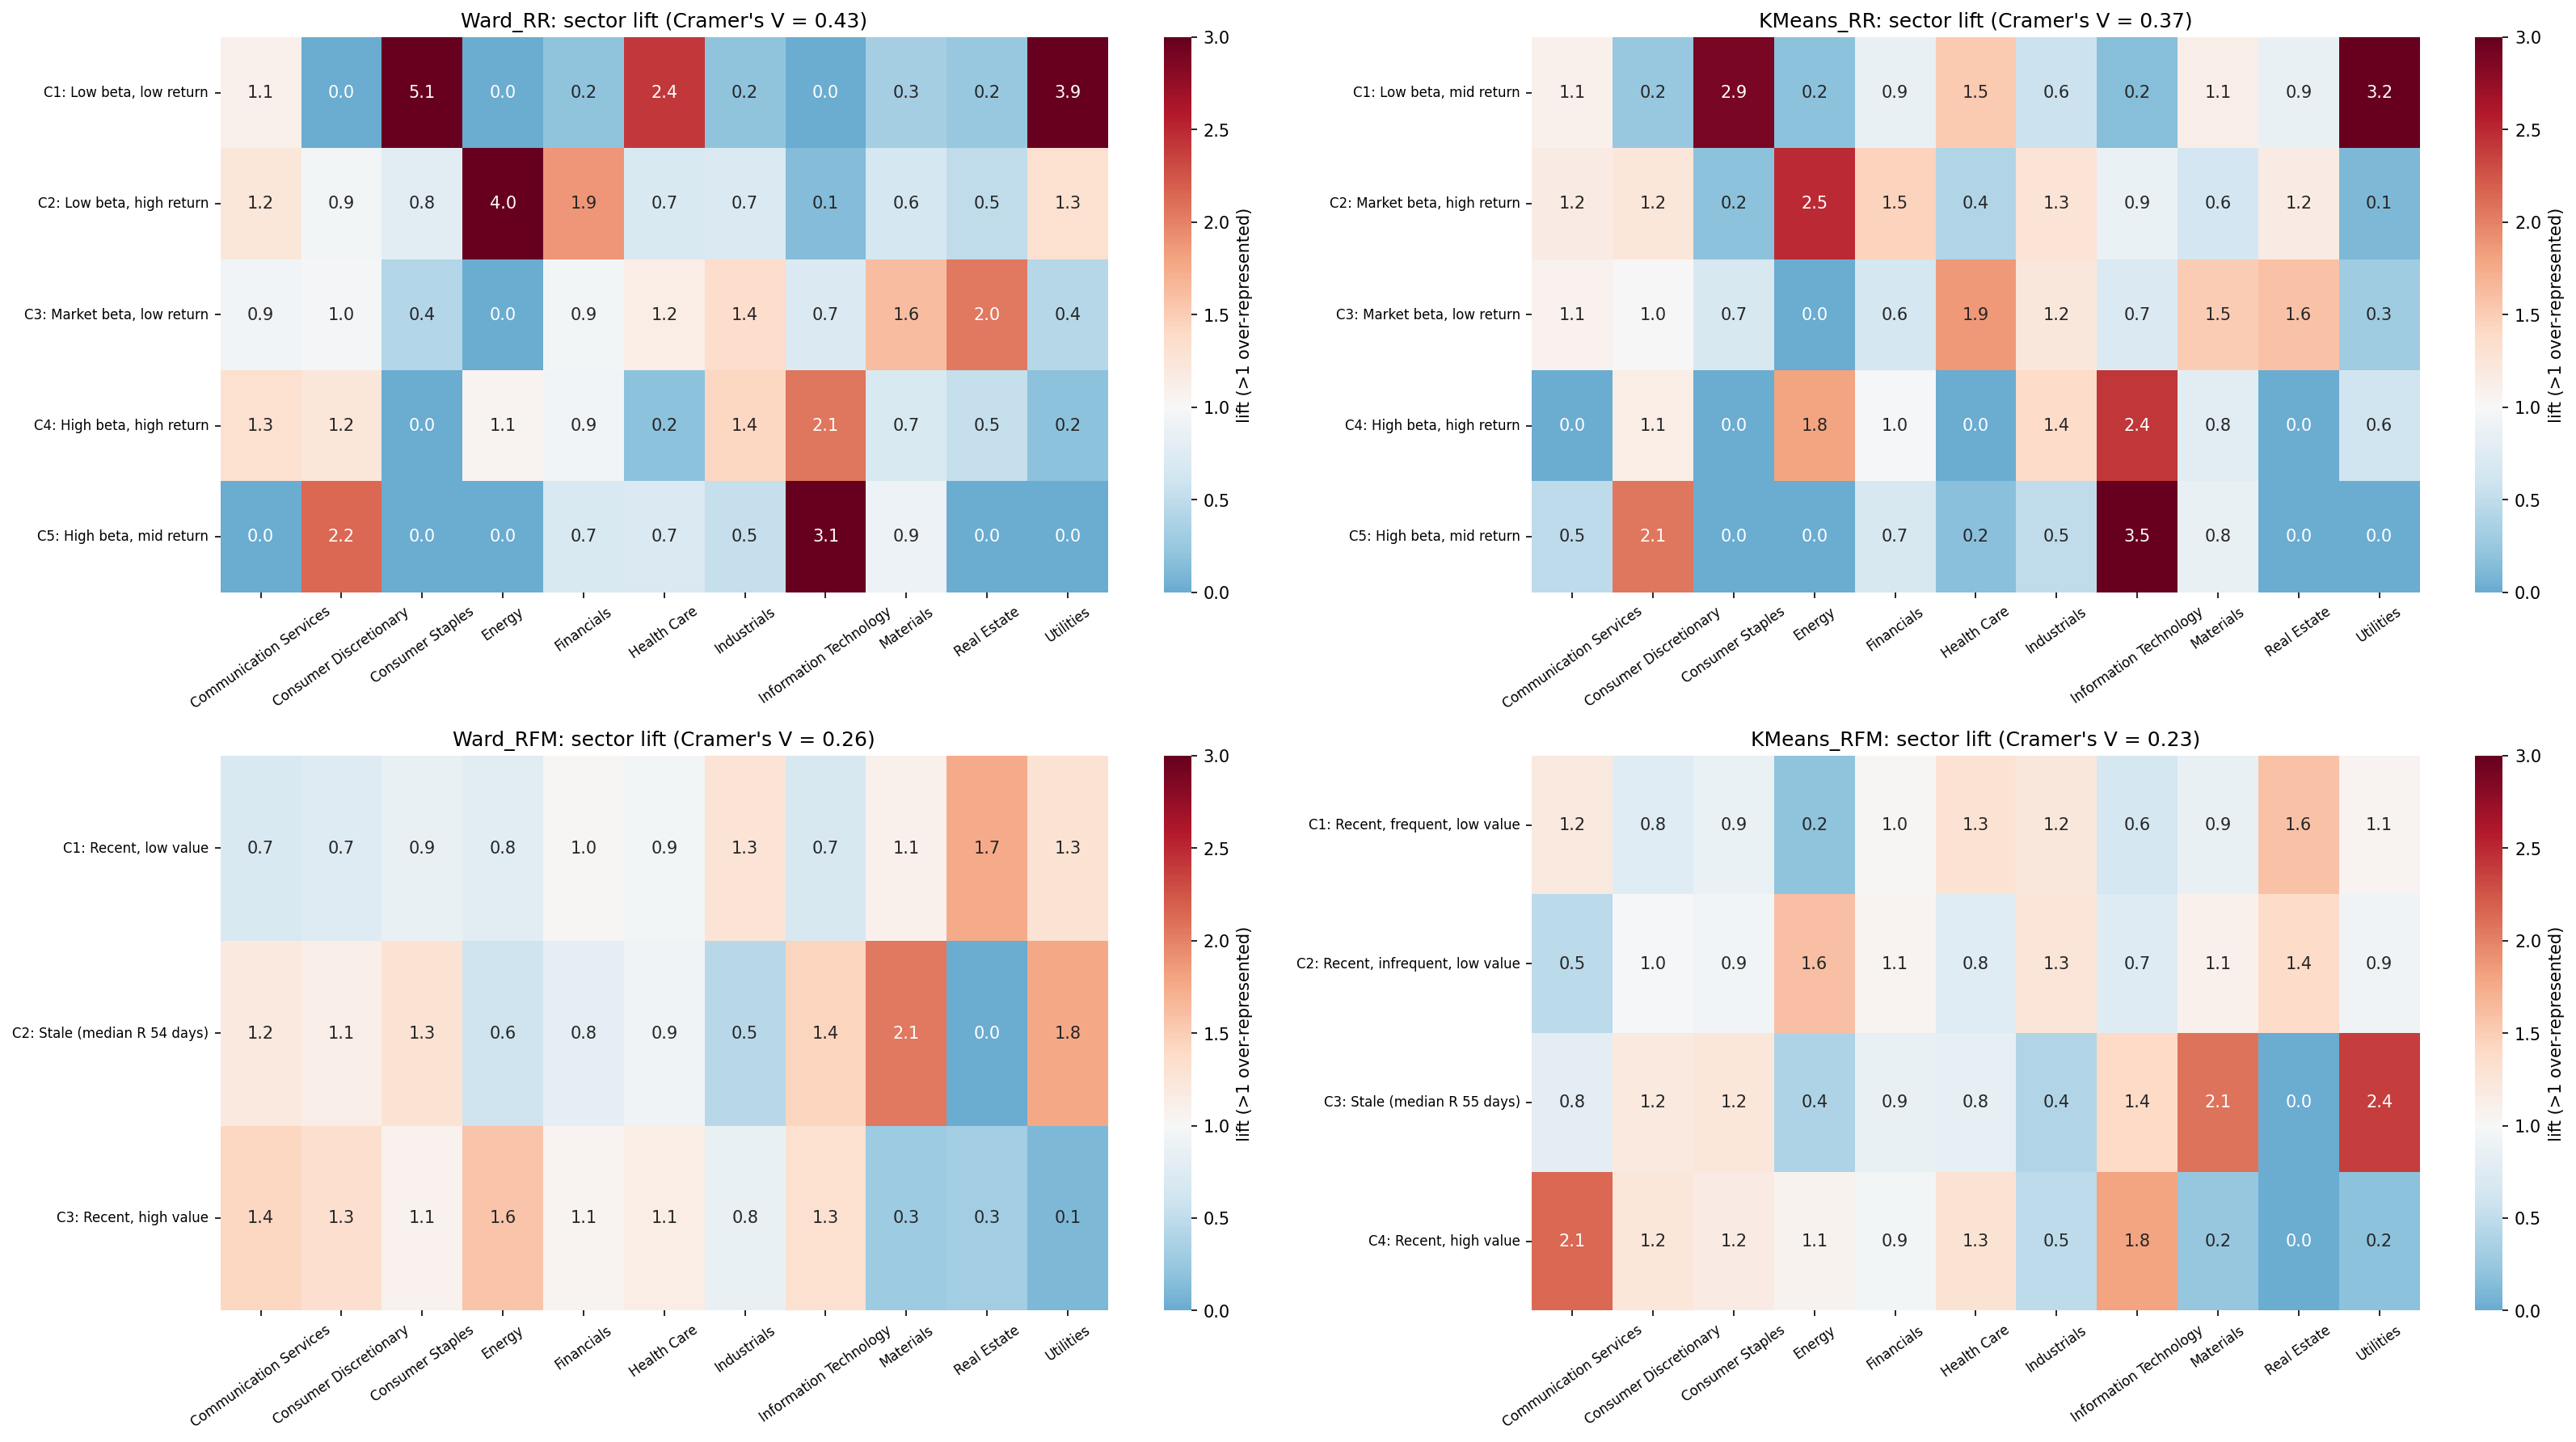 Ward_RR: sector lift (Cramer's V = 0.43)
C1: Low beta, low return 1.1 0.0 5.1 0.0 0.2 2.4 0.2 0.0 0.3 0.2 3.9
C2: Low beta, high return 1.2 0.9 0.8 4.0 1.9 0.7 0.7 0.1 0.6 0.5 1.3
C3: Market beta, low return 0.9 1.0 0.4 0.0 0.9 1.2 1.4 0.7 1.6 2.0 0.4
C4: High beta, high return 1.3 1.2 0.0 1.1 0.9 0.2 1.4 2.1 0.7 0.5 0.2
C5: High beta, mid return 0.0 2.2 0.0 0.0 0.7 0.7 0.5 3.1 0.9 0.0 0.0
Communication Services
Consumer Discretionary
Consumer Staples
Energy
Financials
Health Care
Industrials
Information Technology
Materials
Real Estate
Utilities
3.0
2.5
2.0
1.5
1.0
0.5
0.0
lift (>1 over-represented)
KMeans_RR: sector lift (Cramer's V = 0.37)
C1: Low beta, mid return 1.1 0.2 2.9 0.2 0.9 1.5 0.6 0.2 1.1 0.9 3.2
C2: Market beta, high return 1.2 1.2 0.2 2.5 1.5 0.4 1.3 0.9 0.6 1.2 0.1
C3: Market beta, low return 1.1 1.0 0.7 0.0 0.6 1.9 1.2 0.7 1.5 1.6 0.3
C4: High beta, high return 0.0 1.1 0.0 1.8 1.0 0.0 1.4 2.4 0.8 0.0 0.6
C5: High beta, mid return 0.5 2.1 0.0 0.0 0.7 0.2 0.5 3.5 0.8 0.0 0.0
Communication Services
Consumer Discretionary
Consumer Staples
Energy
Financials
Health Care
Industrials
Information Technology
Materials
Real Estate
Utilities
3.0
2.5
2.0
1.5
1.0
0.5
0.0
lift (>1 over-represented)
Ward_RFM: sector lift (Cramer's V = 0.26)
C1: Recent, low value 0.7 0.7 0.9 0.8 1.0 0.9 1.3 0.7 1.1 1.7 1.3
C2: Stale (median R 54 days) 1.2 1.1 1.3 0.6 0.8 0.9 0.5 1.4 2.1 0.0 1.8
C3: Recent, high value 1.4 1.3 1.1 1.6 1.1 1.1 0.8 1.3 0.3 0.3 0.1
Communication Services
Consumer Discretionary
Consumer Staples
Energy
Financials
Health Care
Industrials
Information Technology
Materials
Real Estate
Utilities
3.0
2.5
2.0
1.5
1.0
0.5
0.0
lift (>1 over-represented)
KMeans_RFM: sector lift (Cramer's V = 0.23)
C1: Recent, frequent, low value 1.2 0.8 0.9 0.2 1.0 1.3 1.2 0.6 0.9 1.6 1.1
C2: Recent, infrequent, low value 0.5 1.0 0.9 1.6 1.1 0.8 1.3 0.7 1.1 1.4 0.9
C3: Stale (median R 55 days) 0.8 1.2 1.2 0.4 0.9 0.8 0.4 1.4 2.1 0.0 2.4
C4: Recent, high value 2.1 1.2 1.2 1.1 0.9 1.3 0.5 1.8 0.2 0.0 0.2
Communication Services
Consumer Discretionary
Consumer Staples
Energy
Financials
Health Care
Industrials
Information Technology
Materials
Real Estate
Utilities
3.0
2.5
2.0
1.5
1.0
0.5
0.0
lift (>1 over-represented)